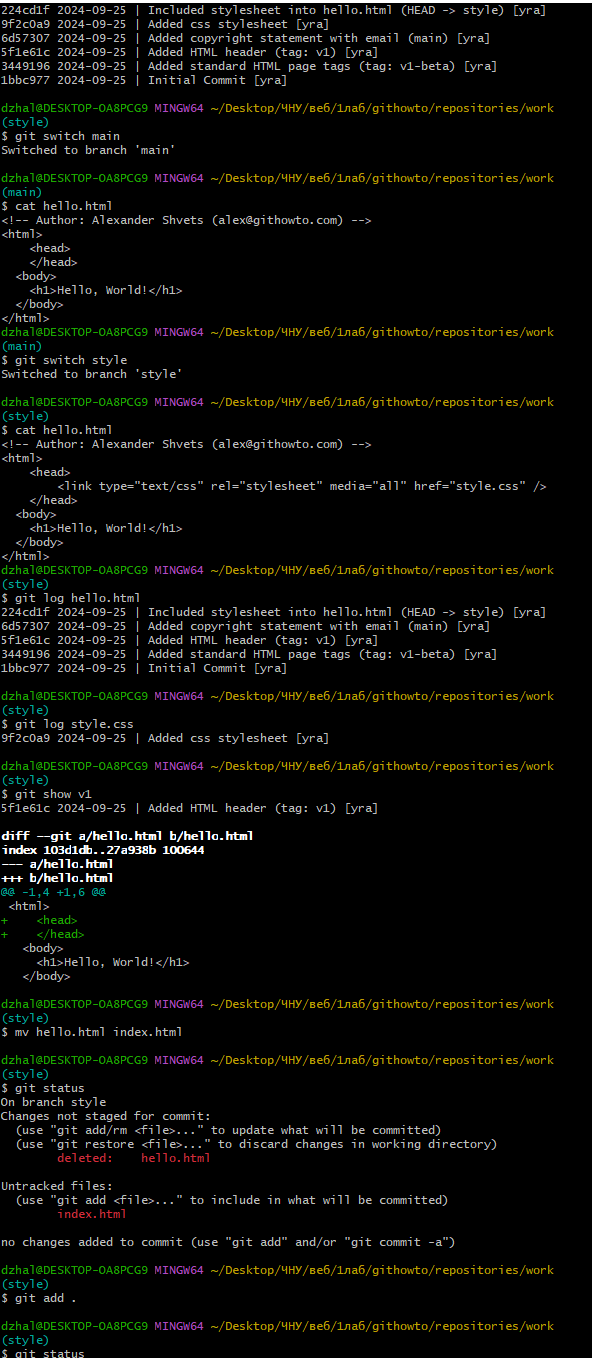 224cd1f 2024-09-25 | Included stylesheet into hello.html (HEAD -> style) [yra]
9f2c0a9 2024-09-25 | Added css stylesheet [yra]
6d57307 2024-09-25 | Added copyright statement with email (main) [yra]
5f1e61c 2024-09-25 | Added HTML header (tag: v1) [yra]
3449196 2024-09-25 | Added standard HTML page tags (tag: v1-beta) [yra]
1bbc977 2024-09-25 | Initial Commit [yra]
dzhal@DESKTOP-OA8PCG9 MINGW64 ~/Desktop/ЧНУ/веб/1лаб/githowto/repositories/work
(style)
$ git switch main
Switched to branch 'main'
dzhal@DESKTOP-OA8PCG9 MINGW64 ~/Desktop/ЧНУ/веб/1лаб/githowto/repositories/work
(main)
$ cat hello.html
<!-- Author: Alexander Shvets (alex@githowto.com) -->
<html>
    <head>
    </head>
  <body>
    <h1>Hello, World!</h1>
  </body>
</html>
dzhal@DESKTOP-OA8PCG9 MINGW64 ~/Desktop/ЧНУ/веб/1лаб/githowto/repositories/work
(main)
$ git switch style
Switched to branch 'style'
dzhal@DESKTOP-OA8PCG9 MINGW64 ~/Desktop/ЧНУ/веб/1лаб/githowto/repositories/work
(style)
$ cat hello.html
<!-- Author: Alexander Shvets (alex@githowto.com) -->
<html>
    <head>
        <link type="text/css" rel="stylesheet" media="all" href="style.css" />
    </head>
  <body>
    <h1>Hello, World!</h1>
  </body>
</html>
dzhal@DESKTOP-OA8PCG9 MINGW64 ~/Desktop/ЧНУ/веб/1лаб/githowto/repositories/work
(style)
$ git log hello.html
224cd1f 2024-09-25 | Included stylesheet into hello.html (HEAD -> style) [yra]
6d57307 2024-09-25 | Added copyright statement with email (main) [yra]
5f1e61c 2024-09-25 | Added HTML header (tag: v1) [yra]
3449196 2024-09-25 | Added standard HTML page tags (tag: v1-beta) [yra]
1bbc977 2024-09-25 | Initial Commit [yra]
dzhal@DESKTOP-OA8PCG9 MINGW64 ~/Desktop/ЧНУ/веб/1лаб/githowto/repositories/work
(style)
$ git log style.css
9f2c0a9 2024-09-25 | Added css stylesheet [yra]
dzhal@DESKTOP-OA8PCG9 MINGW64 ~/Desktop/ЧНУ/веб/1лаб/githowto/repositories/work
(style)
$ git show v1
5f1e61c 2024-09-25 | Added HTML header (tag: v1) [yra]
diff --git a/hello.html b/hello.html
index 103d1db..27a938b 100644
--- a/hello.html
+++ b/hello.html
@@ -1,4 +1,6 @@
 <html>
+    <head>
+    </head>
   <body>
     <h1>Hello, World!</h1>
   </body>
dzhal@DESKTOP-OA8PCG9 MINGW64 ~/Desktop/ЧНУ/веб/1лаб/githowto/repositories/work
(style)
$ mv hello.html index.html
dzhal@DESKTOP-OA8PCG9 MINGW64 ~/Desktop/ЧНУ/веб/1лаб/githowto/repositories/work
(style)
$ git status
On branch style
Changes not staged for commit:
  (use "git add/rm <file>..." to update what will be committed)
  (use "git restore <file>..." to discard changes in working directory)
        deleted:    hello.html
Untracked files:
  (use "git add <file>..." to include in what will be committed)
        index.html
no changes added to commit (use "git add" and/or "git commit -a")
dzhal@DESKTOP-OA8PCG9 MINGW64 ~/Desktop/ЧНУ/веб/1лаб/githowto/repositories/work
(style)
$ git add .
dzhal@DESKTOP-OA8PCG9 MINGW64 ~/Desktop/ЧНУ/веб/1лаб/githowto/repositories/work
(style)
$ git status